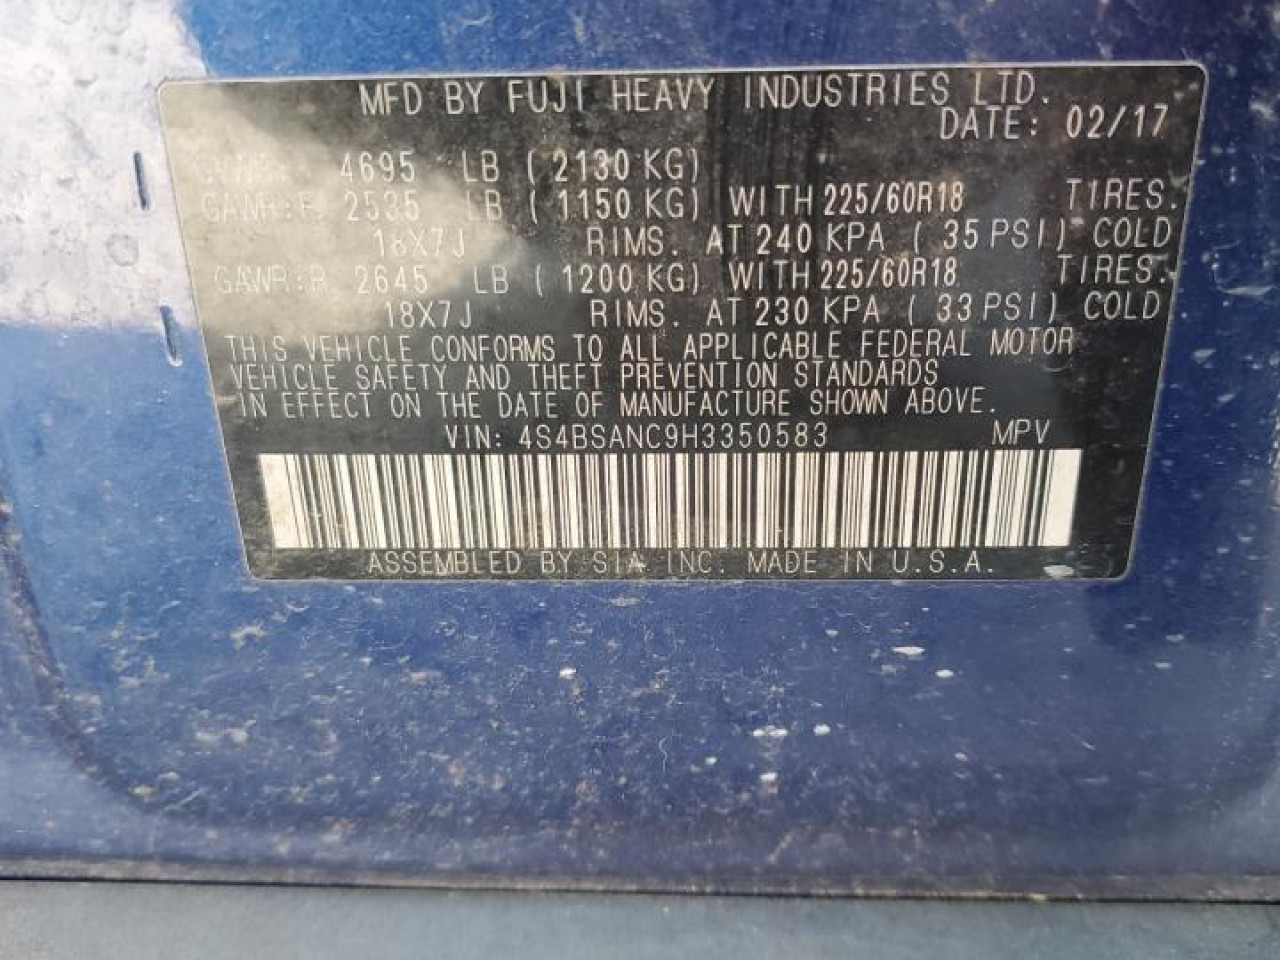 MFD BY FUJI HEAVY INDUSTRIES LTD.
DATE: 02/17
GVWR: 4695 LB ( 2130 KG)
GAWR:F 2535 LB ( 1150 KG) WITH 225/60R18 TIRES.
18X7J RIMS. AT 240 KPA ( 35 PSI) COLD
GAWR:R 2645 LB ( 1200 KG) WITH 225/60R18 TIRES.
18X7J RIMS. AT 230 KPA ( 33 PSI) COLD
THIS VEHICLE CONFORMS TO ALL APPLICABLE FEDERAL MOTOR
VEHICLE SAFETY AND THEFT PREVENTION STANDARDS
IN EFFECT ON THE DATE OF MANUFACTURE SHOWN ABOVE.
VIN: 4S4BSANC9H3350583 MPV
ASSEMBLED BY SIA INC. MADE IN U.S.A.